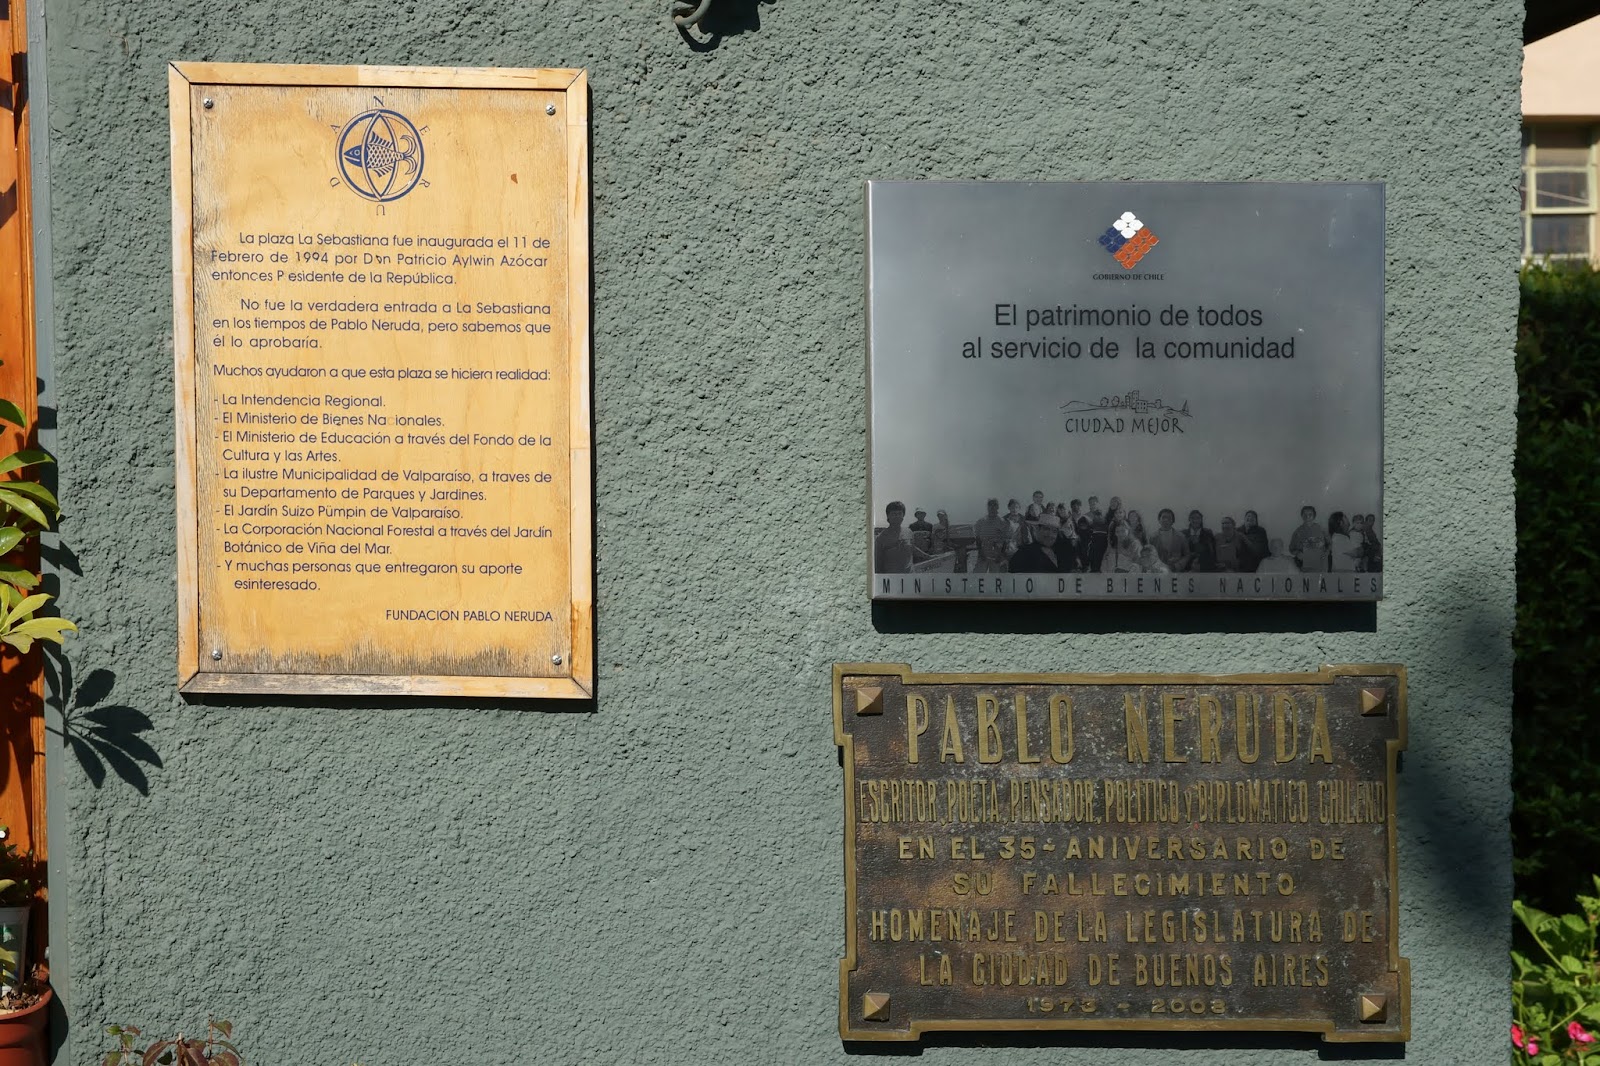 NERUDA
La plaza La Sebastiana fue inaugurada el 11 de
Febrero de 1994 por Don Patricio Aylwin Azócar
entonces P esidente de la República.
No fue la verdadera entrada a La Sebastiana
en los tiempos de Pablo Neruda, pero sabemos que
él lo aprobaría.
Muchos ayudaron a que esta plaza se hiciera realidad:
- La Intendencia Regional.
- El Ministerio de Bienes Nacionales.
- El Ministerio de Educación a través del Fondo de la
Cultura y las Artes.
- La ilustre Municipalidad de Valparaíso, a traves de
su Departamento de Parques y Jardines.
- El Jardín Suizo Pümpin de Valparaíso.
- La Corporación Nacional Forestal a través del Jardín
Botánico de Viña del Mar.
- Y muchas personas que entregaron su aporte
esinteresado.
FUNDACION PABLO NERUDA
GOBIERNO DE CHILE
El patrimonio de todos
al servicio de la comunidad
CIUDAD MEJOR
MINISTERIO DE BIENES NACIONALES
PABLO NERUDA
ESCRITOR, POETA, PENSADOR, POLITICO y DIPLOMATICO CHILENO
EN EL 35º ANIVERSARIO DE
SU FALLECIMIENTO
HOMENAJE DE LA LEGISLATURA DE
LA CIUDAD DE BUENOS AIRES
1973 - 2008